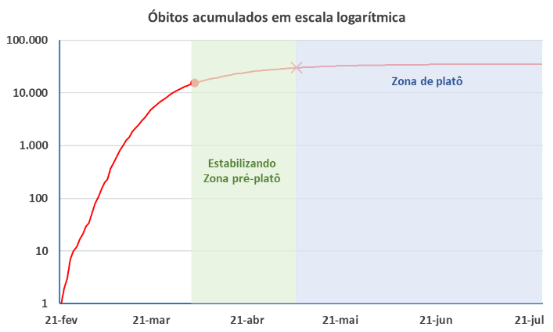 Óbitos acumulados em escala logarítmica
100.000
10.000
1.000
100
10
1
Zona de platô
Estabilizando
Zona pré-platô
21-fev 21-mar 21-abr 21-mai 21-jun 21-jul